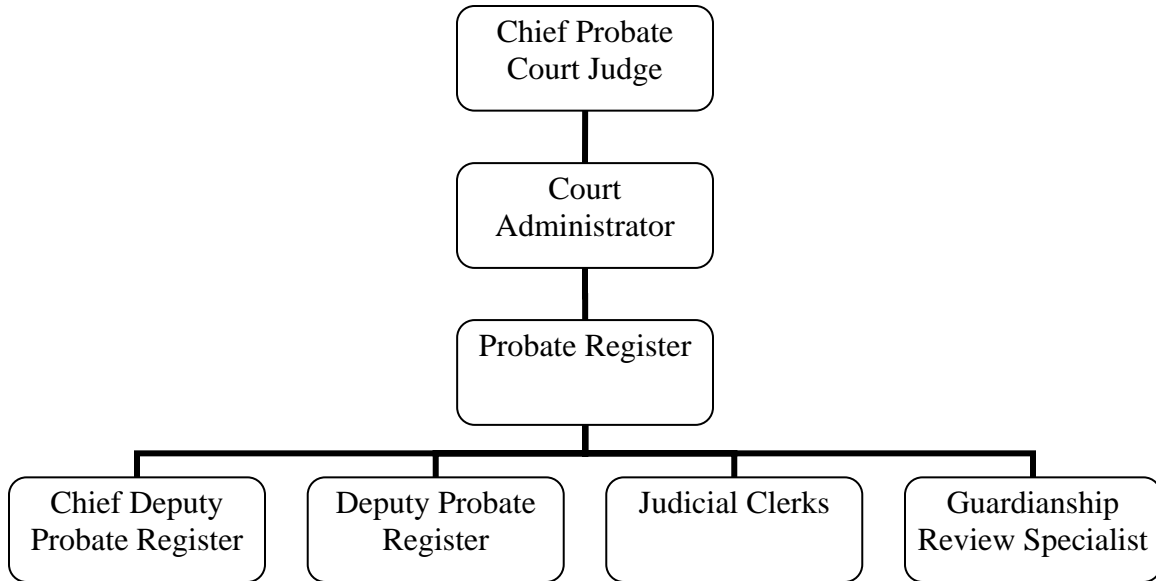 Chief Probate
Court Judge
Court
Administrator
Probate Register
Chief Deputy
Probate Register
Deputy Probate
Register
Judicial Clerks
Guardianship
Review Specialist